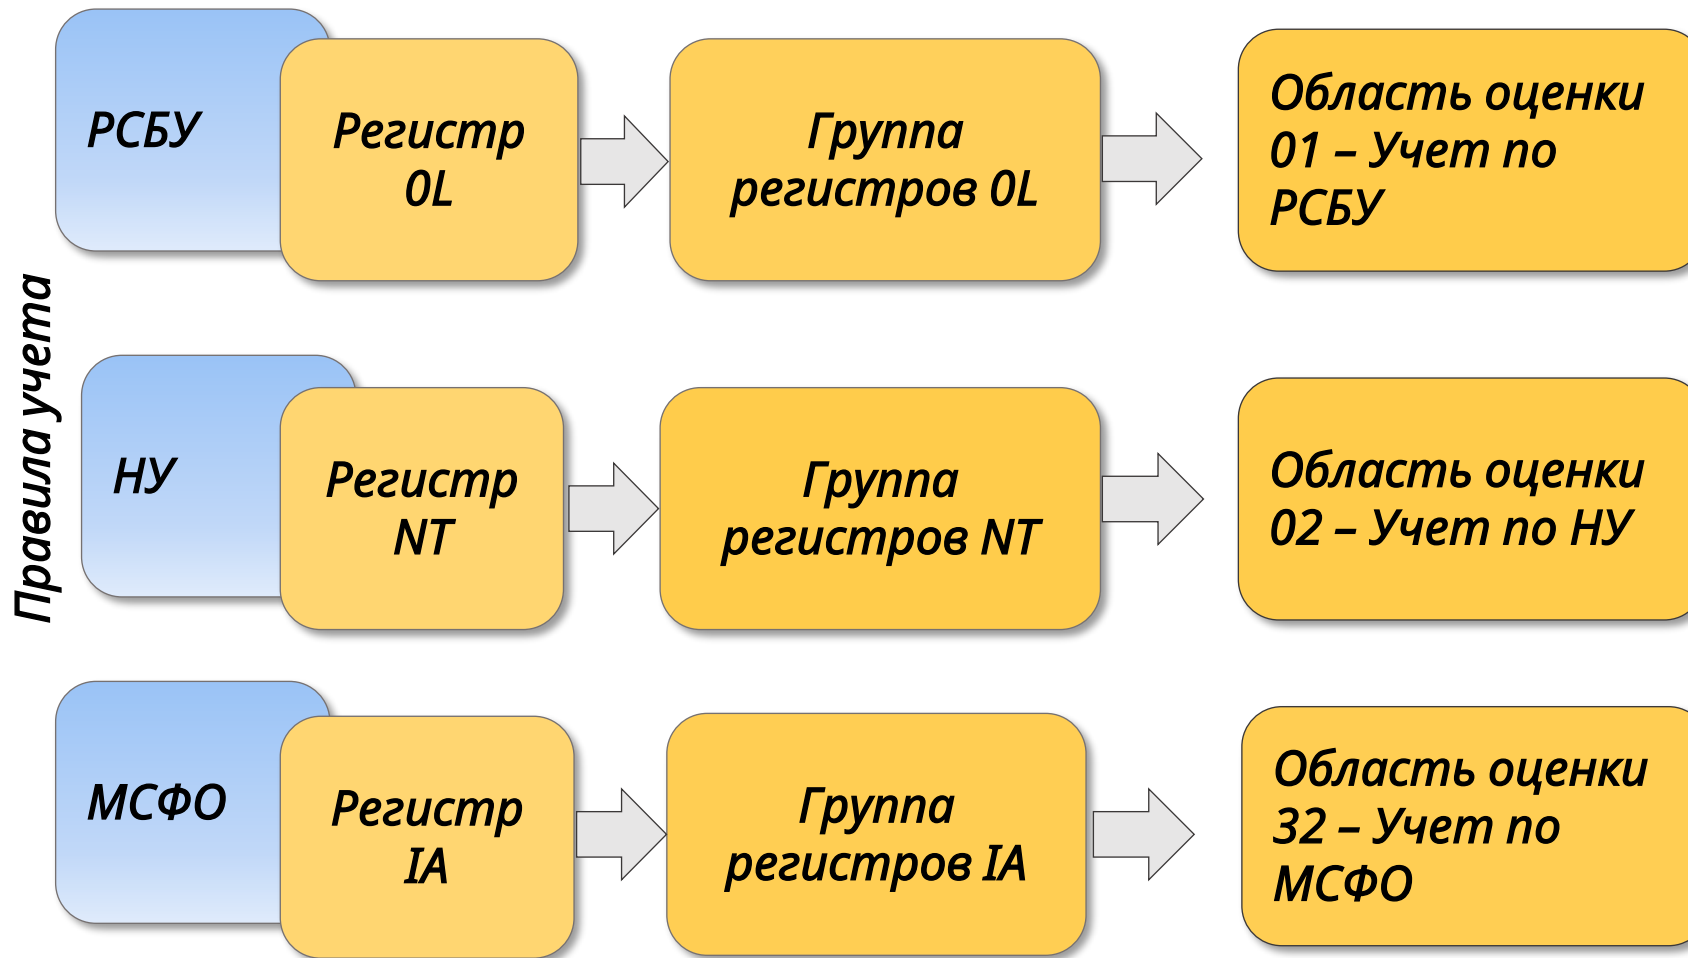 Правила учета
РСБУ
Регистр
0L
Группа
регистров 0L
Область оценки
01 – Учет по
РСБУ
НУ
Регистр
NT
Группа
регистров NT
Область оценки
02 – Учет по НУ
МСФО
Регистр
IA
Группа
регистров IA
Область оценки
32 – Учет по
МСФО